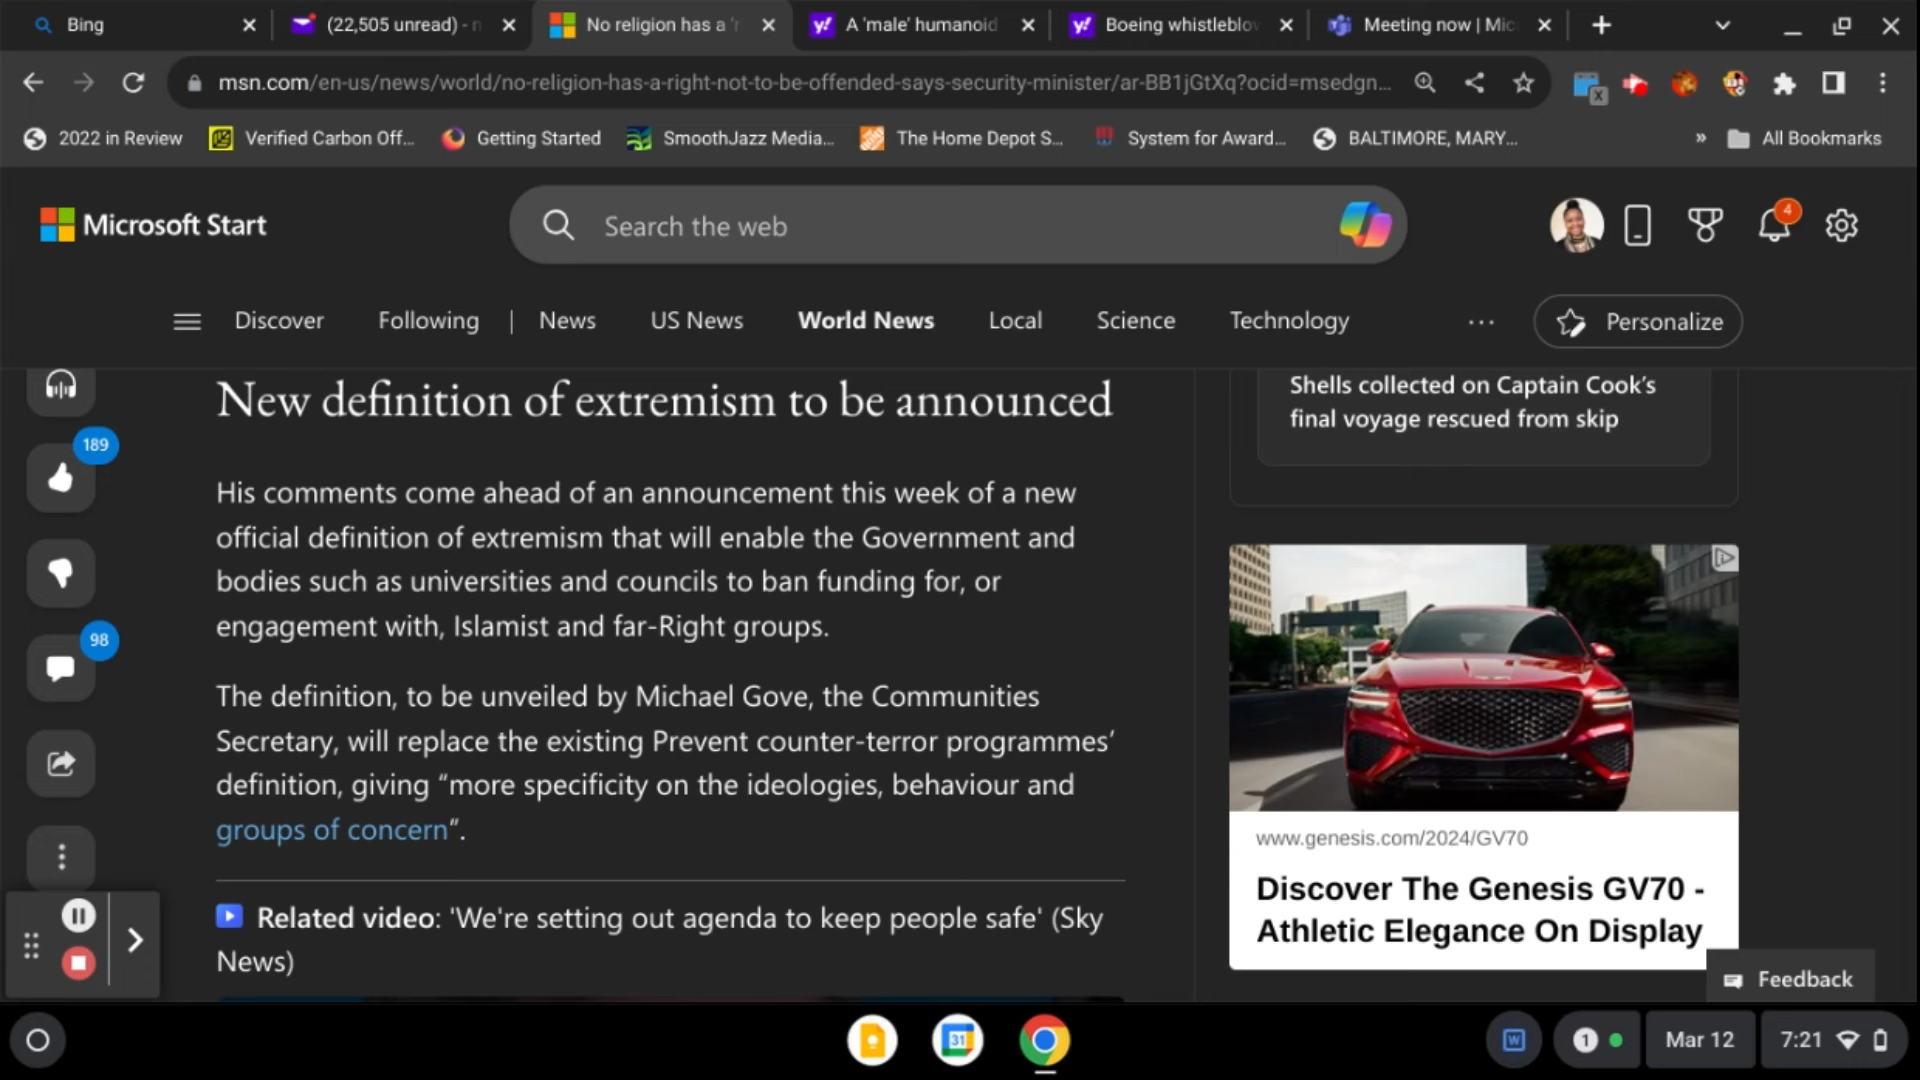 Bing
(22,505 unread) - n
No religion has a 'r
A 'male' humanoid
Boeing whistleblov
Meeting now | Mic
msn.com/en-us/news/world/no-religion-has-a-right-not-to-be-offended-says-security-minister/ar-BB1jGtXq?ocid=msedgn...
2022 in Review
Verified Carbon Off...
Getting Started
SmoothJazz Media...
The Home Depot S...
System for Award...
BALTIMORE, MARY...
» All Bookmarks
Microsoft Start
Search the web
4
Discover
Following
News
US News
World News
Local
Science
Technology
...
Personalize
New definition of extremism to be announced
189
98
His comments come ahead of an announcement this week of a new
official definition of extremism that will enable the Government and
bodies such as universities and councils to ban funding for, or
engagement with, Islamist and far-Right groups.
The definition, to be unveiled by Michael Gove, the Communities
Secretary, will replace the existing Prevent counter-terror programmes’
definition, giving “more specificity on the ideologies, behaviour and
groups of concern”.
Related video: 'We're setting out agenda to keep people safe' (Sky
News)
Shells collected on Captain Cook’s
final voyage rescued from skip
www.genesis.com/2024/GV70
Discover The Genesis GV70 -
Athletic Elegance On Display
Feedback
31
W
1
Mar 12
7:21